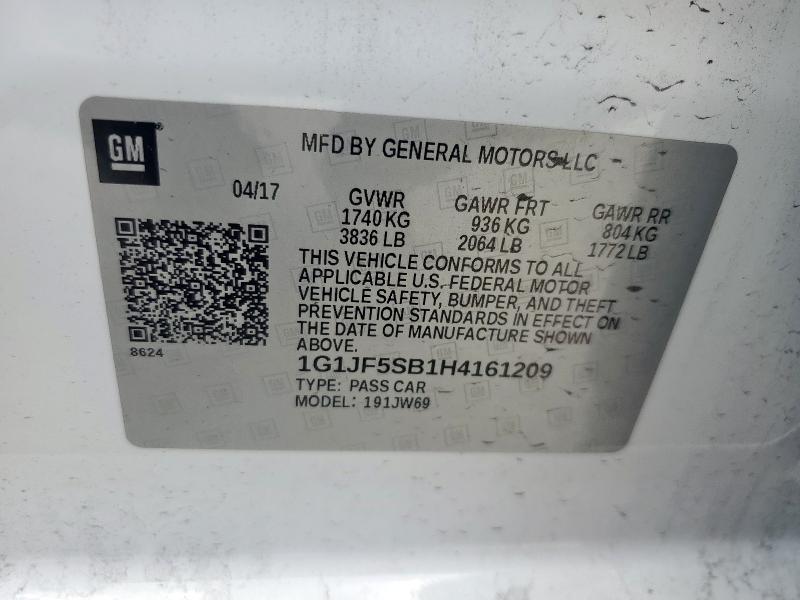 GM
MFD BY GENERAL MOTORS LLC
04/17
GVWR
1740 KG
3836 LB
GAWR FRT
936 KG
2064 LB
GAWR RR
804 KG
1772 LB
THIS VEHICLE CONFORMS TO ALL
APPLICABLE U.S. FEDERAL MOTOR
VEHICLE SAFETY, BUMPER, AND THEFT
PREVENTION STANDARDS IN EFFECT ON
THE DATE OF MANUFACTURE SHOWN
ABOVE.
8624
1G1JF5SB1H4161209
TYPE: PASS CAR
MODEL: 191JW69